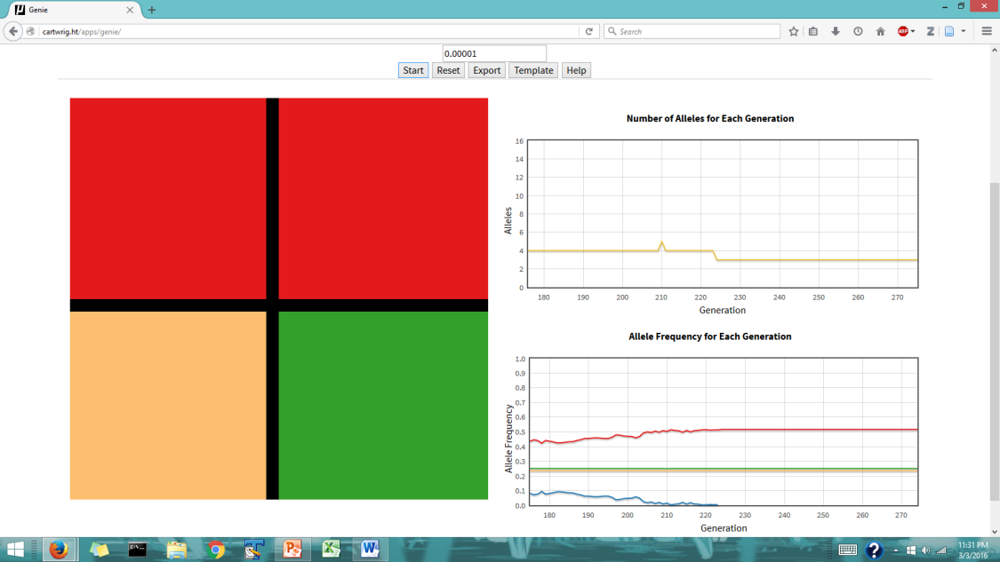 Genie
cartwrig.ht/apps/genie/
Search
ABP
Z
0.00001
Start Reset Export Template Help
Number of Alleles for Each Generation
16
14
12
10
8
6
4
2
0
Alleles
180 190 200 210 220 230 240 250 260 270
Generation
Allele Frequency for Each Generation
1.0
0.9
0.8
0.7
0.6
0.5
0.4
0.3
0.2
0.1
0.0
Allele Frequency
180 190 200 210 220 230 240 250 260 270
Generation
11:31 PM
3/3/2016